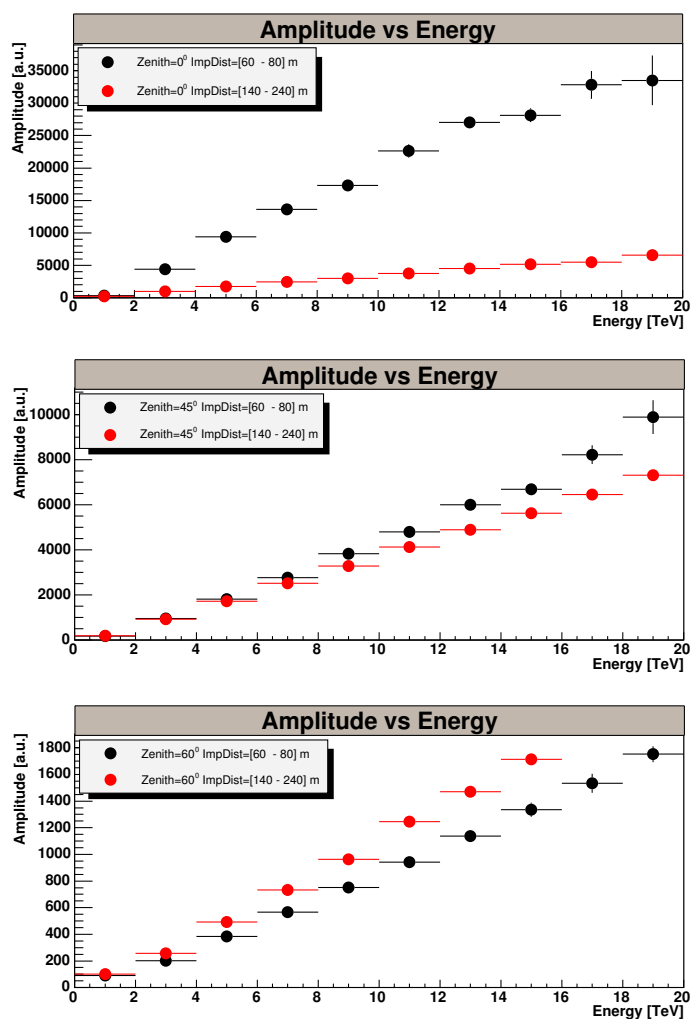 Amplitude vs Energy
Amplitude [a.u.]
Zenith=0⁰ ImpDist=[60 - 80] m
Zenith=0⁰ ImpDist=[140 - 240] m
35000
30000
25000
20000
15000
10000
5000
0
0 2 4 6 8 10 12 14 16 18 20
Energy [TeV]
Amplitude vs Energy
Amplitude [a.u.]
Zenith=45⁰ ImpDist=[60 - 80] m
Zenith=45⁰ ImpDist=[140 - 240] m
10000
8000
6000
4000
2000
0
0 2 4 6 8 10 12 14 16 18 20
Energy [TeV]
Amplitude vs Energy
Amplitude [a.u.]
Zenith=60⁰ ImpDist=[60 - 80] m
Zenith=60⁰ ImpDist=[140 - 240] m
1800
1600
1400
1200
1000
800
600
400
200
0
0 2 4 6 8 10 12 14 16 18 20
Energy [TeV]